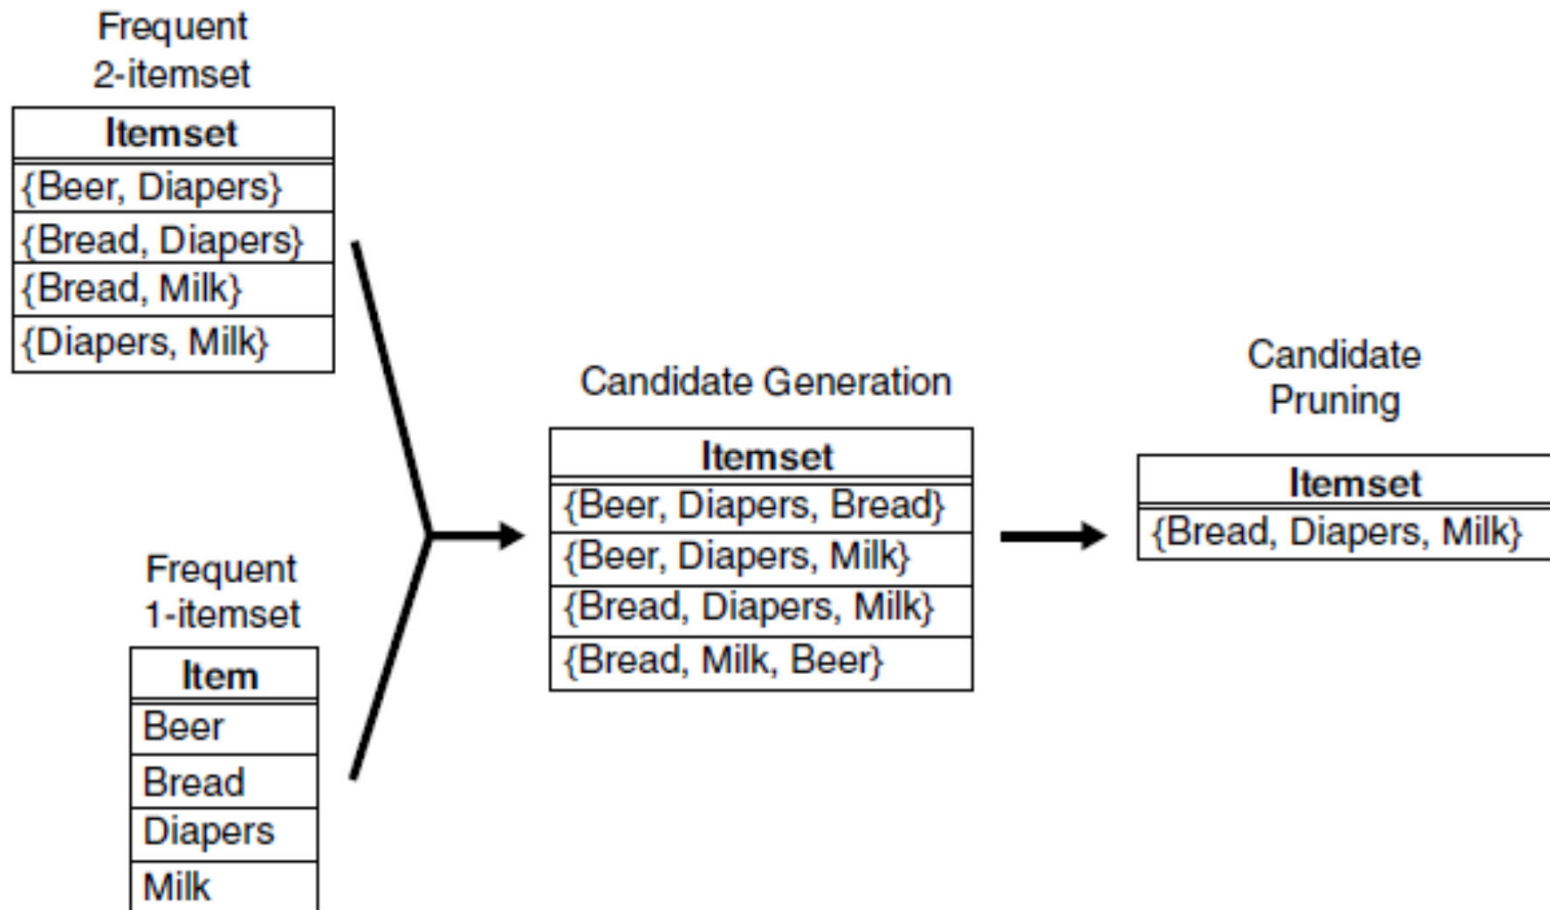 Frequent
2-itemset
Itemset
{Beer, Diapers}
{Bread, Diapers}
{Bread, Milk}
{Diapers, Milk}
Frequent
1-itemset
Item
Beer
Bread
Diapers
Milk
Candidate Generation
Itemset
{Beer, Diapers, Bread}
{Beer, Diapers, Milk}
{Bread, Diapers, Milk}
{Bread, Milk, Beer}
Candidate
Pruning
Itemset
{Bread, Diapers, Milk}